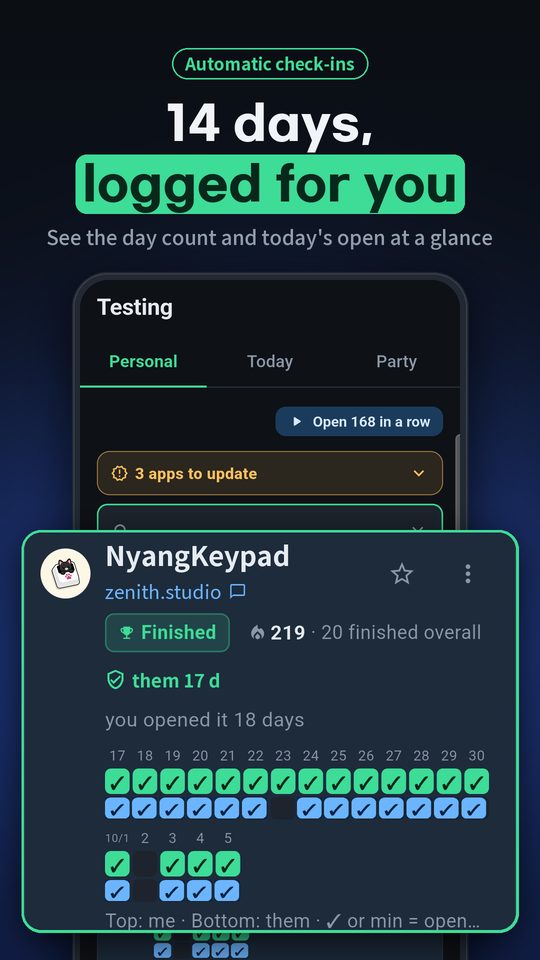 Automatic check-ins
14 days,
logged for you
See the day count and today's open at a glance
Testing
Personal Today Party
Open 168 in a row
3 apps to update
NyangKeypad
zenith.studio
Finished 219 · 20 finished overall
them 17 d
you opened it 18 days
17 18 19 20 21 22 23 24 25 26 27 28 29 30
✓ ✓ ✓ ✓ ✓ ✓ ✓ ✓ ✓ ✓ ✓ ✓ ✓ ✓
✓ ✓ ✓ ✓ ✓ ✓ ✓ ✓ ✓ ✓ ✓ ✓ ✓
10/1 2 3 4 5
✓ ✓ ✓ ✓
✓ ✓ ✓ ✓
Top: me · Bottom: them · ✓ or min = open…